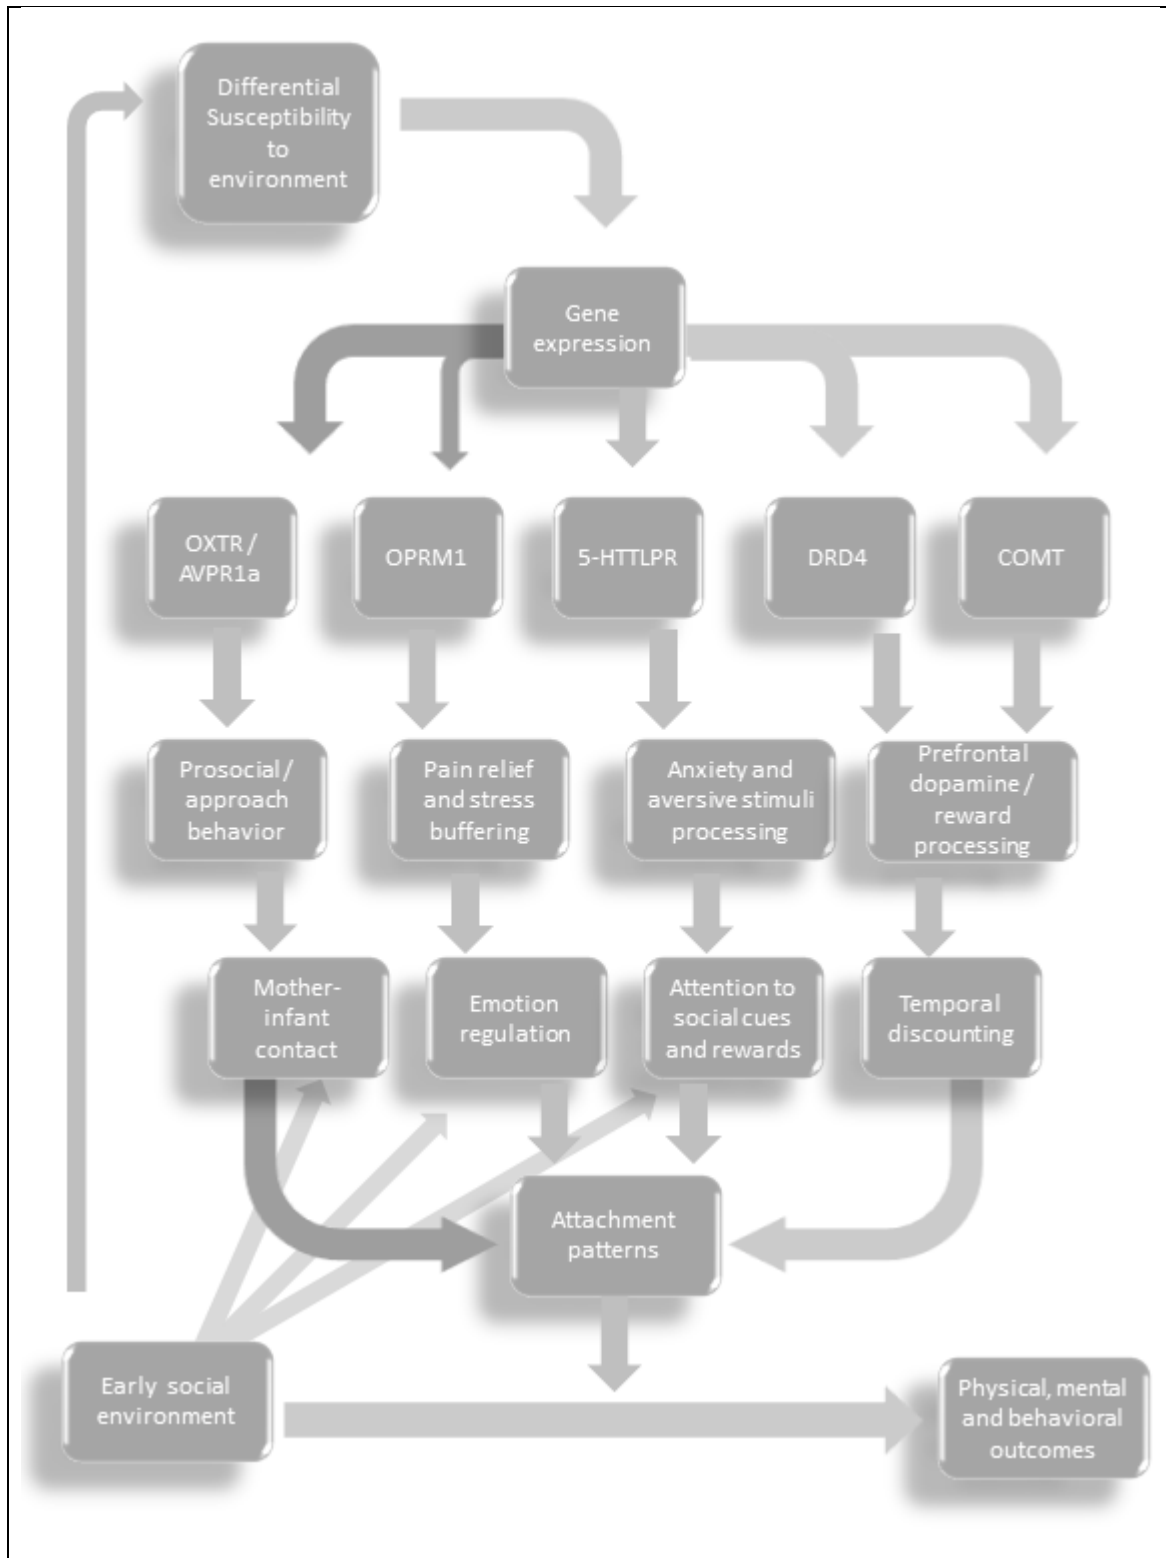 Differential
Susceptibility
to
environment
Gene
expression
OXTR /
AVPR1a
OPRM1
5-HTTLPR
DRD4
COMT
Prosocial /
approach
behavior
Pain relief
and stress
buffering
Anxiety and
aversive stimuli
processing
Prefrontal
dopamine /
reward
processing
Mother-
infant
contact
Emotion
regulation
Attention to
social cues
and rewards
Temporal
discounting
Attachment
patterns
Early social
environment
Physical, mental
and behavioral
outcomes